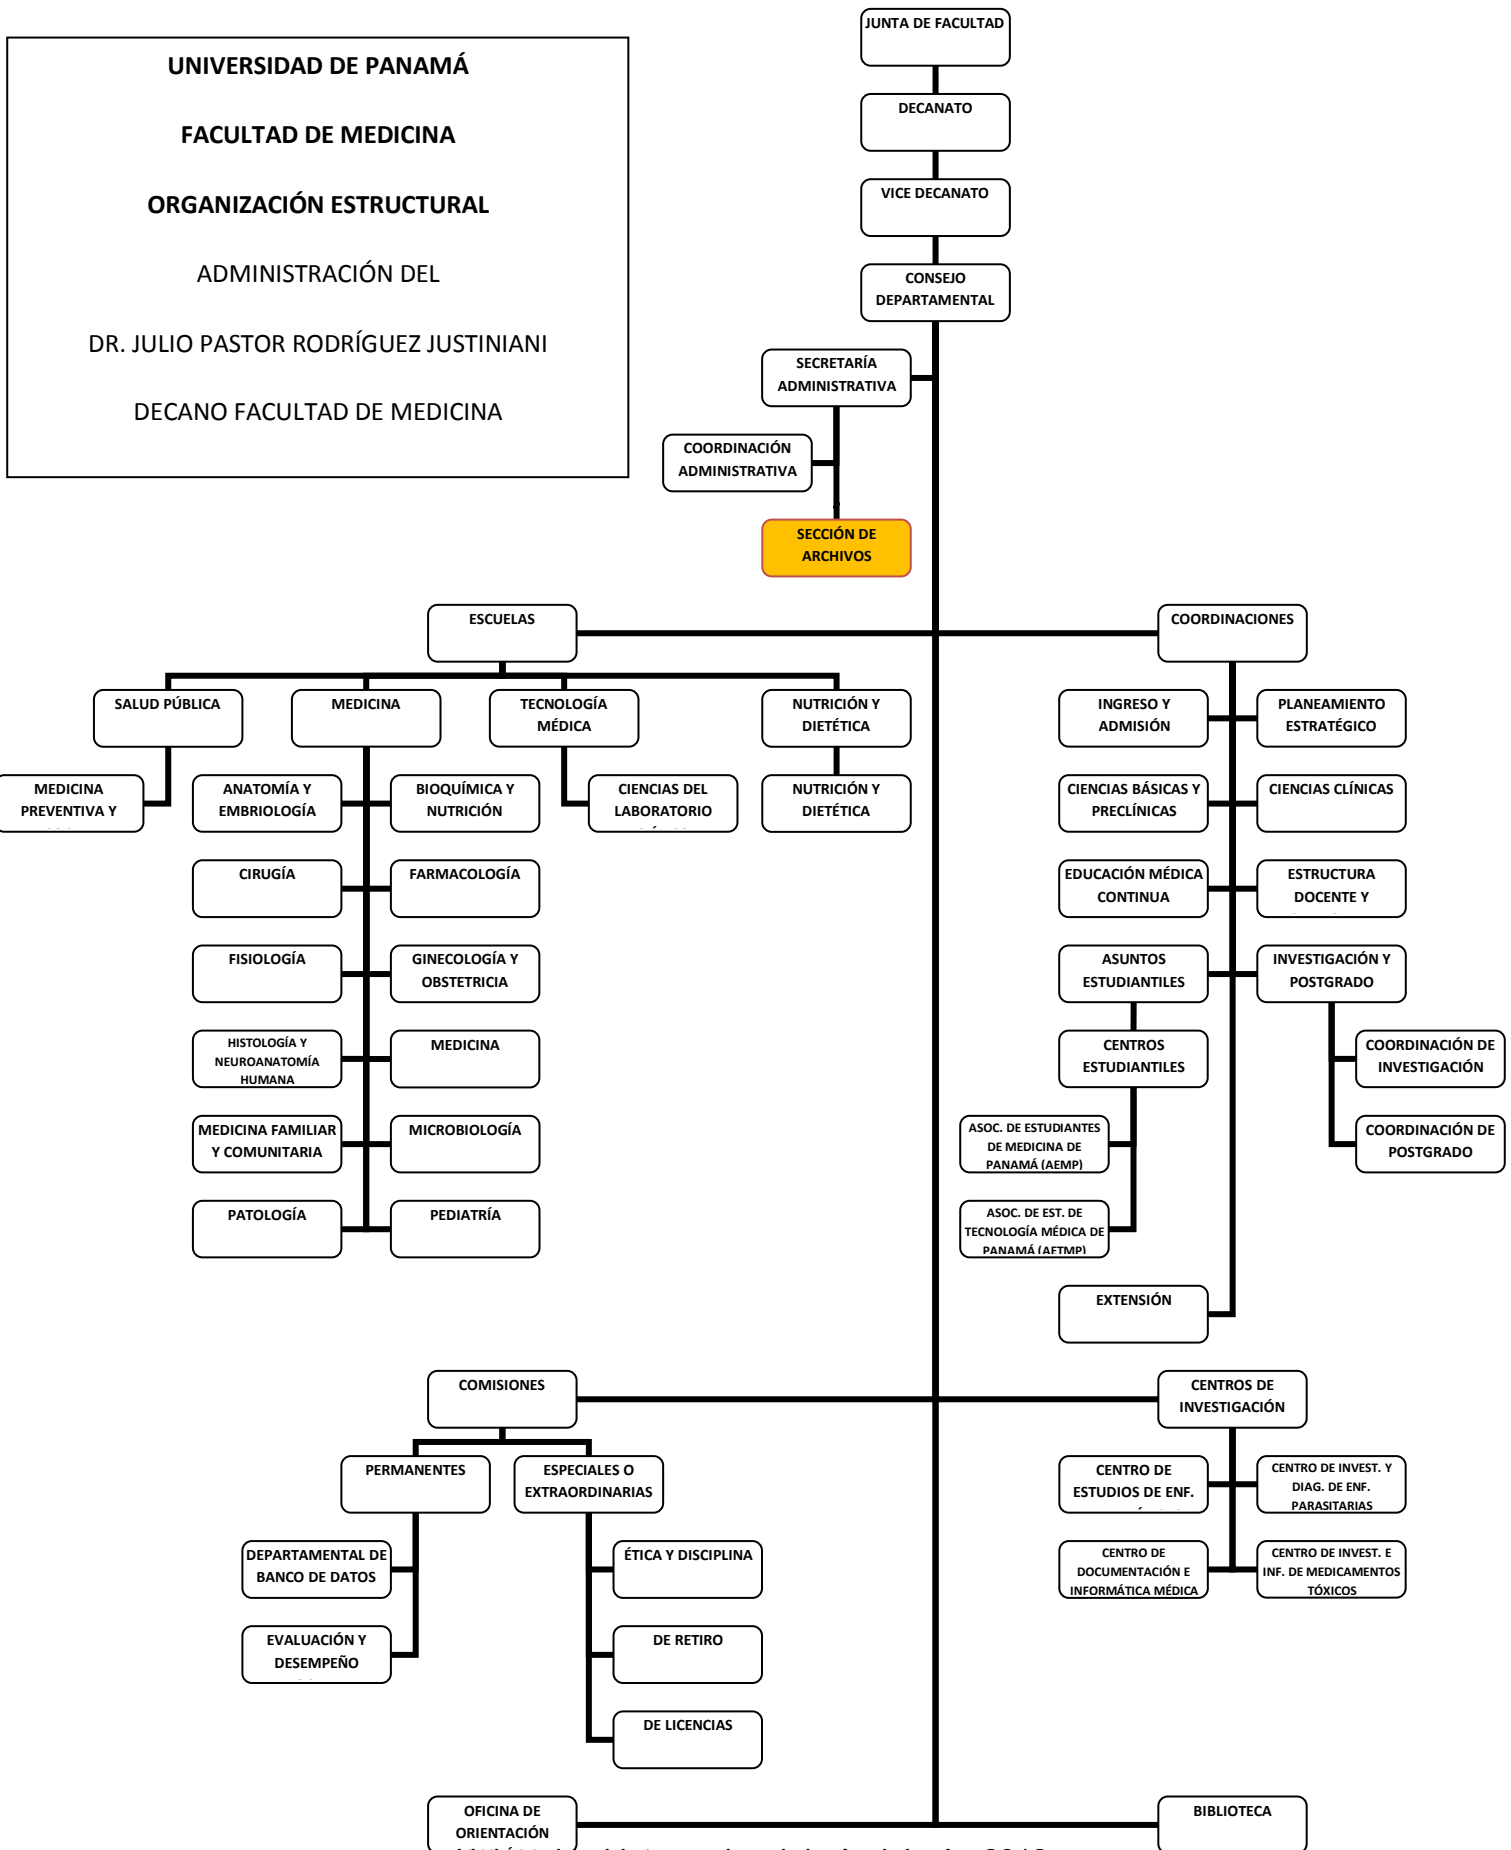 UNIVERSIDAD DE PANAMÁ
FACULTAD DE MEDICINA
ORGANIZACIÓN ESTRUCTURAL
ADMINISTRACIÓN DEL
DR. JULIO PASTOR RODRÍGUEZ JUSTINIANI
DECANO FACULTAD DE MEDICINA
JUNTA DE FACULTAD
DECANATO
VICE DECANATO
CONSEJO
DEPARTAMENTAL
SECRETARÍA
ADMINISTRATIVA
COORDINACIÓN
ADMINISTRATIVA
SECCIÓN DE
ARCHIVOS
ESCUELAS
SALUD PÚBLICA
MEDICINA
PREVENTIVA Y
MEDICINA
ANATOMÍA Y
EMBRIOLOGÍA
BIOQUÍMICA Y
NUTRICIÓN
CIRUGÍA
FARMACOLOGÍA
FISIOLOGÍA
GINECOLOGÍA Y
OBSTETRICIA
HISTOLOGÍA Y
NEUROANATOMÍA
HUMANA
MEDICINA
MEDICINA FAMILIAR
Y COMUNITARIA
MICROBIOLOGÍA
PATOLOGÍA
PEDIATRÍA
TECNOLOGÍA
MÉDICA
CIENCIAS DEL
LABORATORIO
NUTRICIÓN Y
DIETÉTICA
NUTRICIÓN Y
DIETÉTICA
COORDINACIONES
INGRESO Y
ADMISIÓN
PLANEAMIENTO
ESTRATÉGICO
CIENCIAS BÁSICAS Y
PRECLÍNICAS
CIENCIAS CLÍNICAS
EDUCACIÓN MÉDICA
CONTINUA
ESTRUCTURA
DOCENTE Y
ASUNTOS
ESTUDIANTILES
INVESTIGACIÓN Y
POSTGRADO
CENTROS
ESTUDIANTILES
COORDINACIÓN DE
INVESTIGACIÓN
ASOC. DE ESTUDIANTES
DE MEDICINA DE
PANAMÁ (AEMP)
COORDINACIÓN DE
POSTGRADO
ASOC. DE EST. DE
TECNOLOGÍA MÉDICA DE
PANAMÁ (AETMP)
EXTENSIÓN
COMISIONES
PERMANENTES
ESPECIALES O
EXTRAORDINARIAS
DEPARTAMENTAL DE
BANCO DE DATOS
ÉTICA Y DISCIPLINA
EVALUACIÓN Y
DESEMPEÑO
DE RETIRO
DE LICENCIAS
CENTROS DE
INVESTIGACIÓN
CENTRO DE
ESTUDIOS DE ENF.
CENTRO DE INVEST. Y
DIAG. DE ENF.
PARASITARIAS
CENTRO DE
DOCUMENTACIÓN E
INFORMÁTICA MÉDICA
CENTRO DE INVEST. E
INF. DE MEDICAMENTOS
TÓXICOS
OFICINA DE
ORIENTACIÓN
BIBLIOTECA